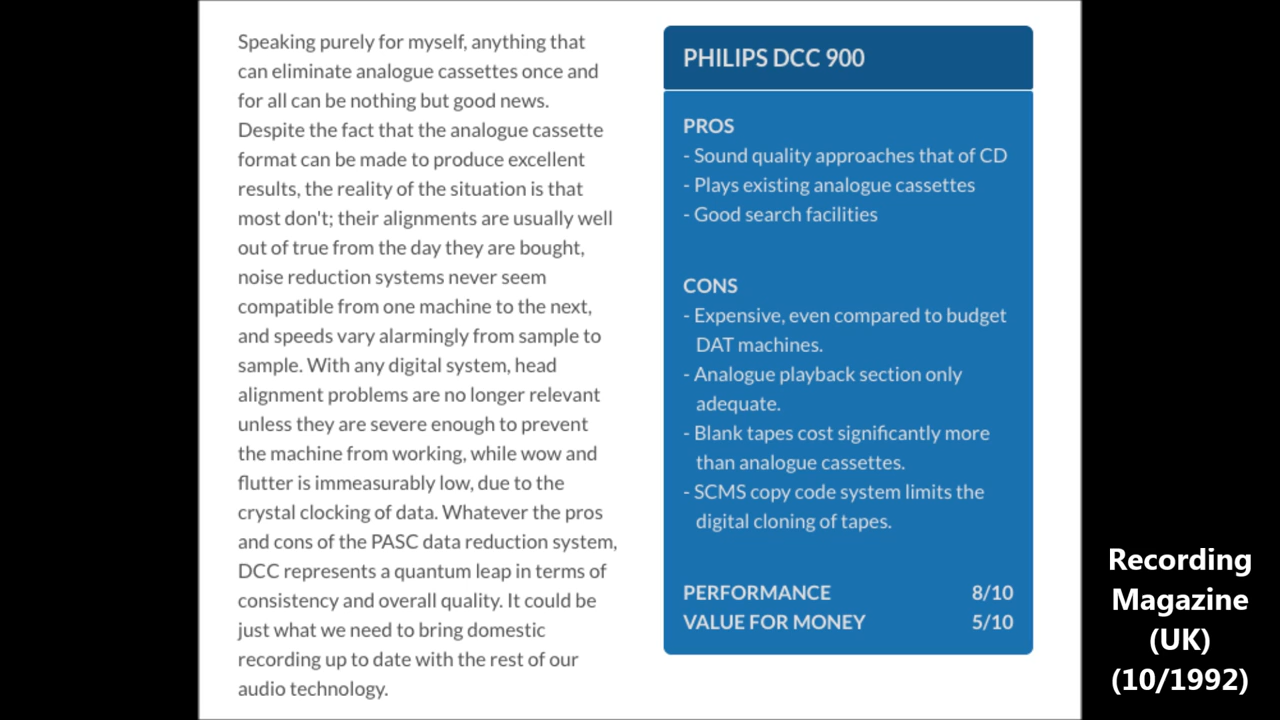 Speaking purely for myself, anything that
can eliminate analogue cassettes once and
for all can be nothing but good news.
Despite the fact that the analogue cassette
format can be made to produce excellent
results, the reality of the situation is that
most don't; their alignments are usually well
out of true from the day they are bought,
noise reduction systems never seem
compatible from one machine to the next,
and speeds vary alarmingly from sample to
sample. With any digital system, head
alignment problems are no longer relevant
unless they are severe enough to prevent
the machine from working, while wow and
flutter is immeasurably low, due to the
crystal clocking of data. Whatever the pros
and cons of the PASC data reduction system,
DCC represents a quantum leap in terms of
consistency and overall quality. It could be
just what we need to bring domestic
recording up to date with the rest of our
audio technology.
PHILIPS DCC 900
PROS
- Sound quality approaches that of CD
- Plays existing analogue cassettes
- Good search facilities
CONS
- Expensive, even compared to budget
DAT machines.
- Analogue playback section only
adequate.
- Blank tapes cost significantly more
than analogue cassettes.
- SCMS copy code system limits the
digital cloning of tapes.
PERFORMANCE 8/10
VALUE FOR MONEY 5/10
Recording
Magazine
(UK)
(10/1992)